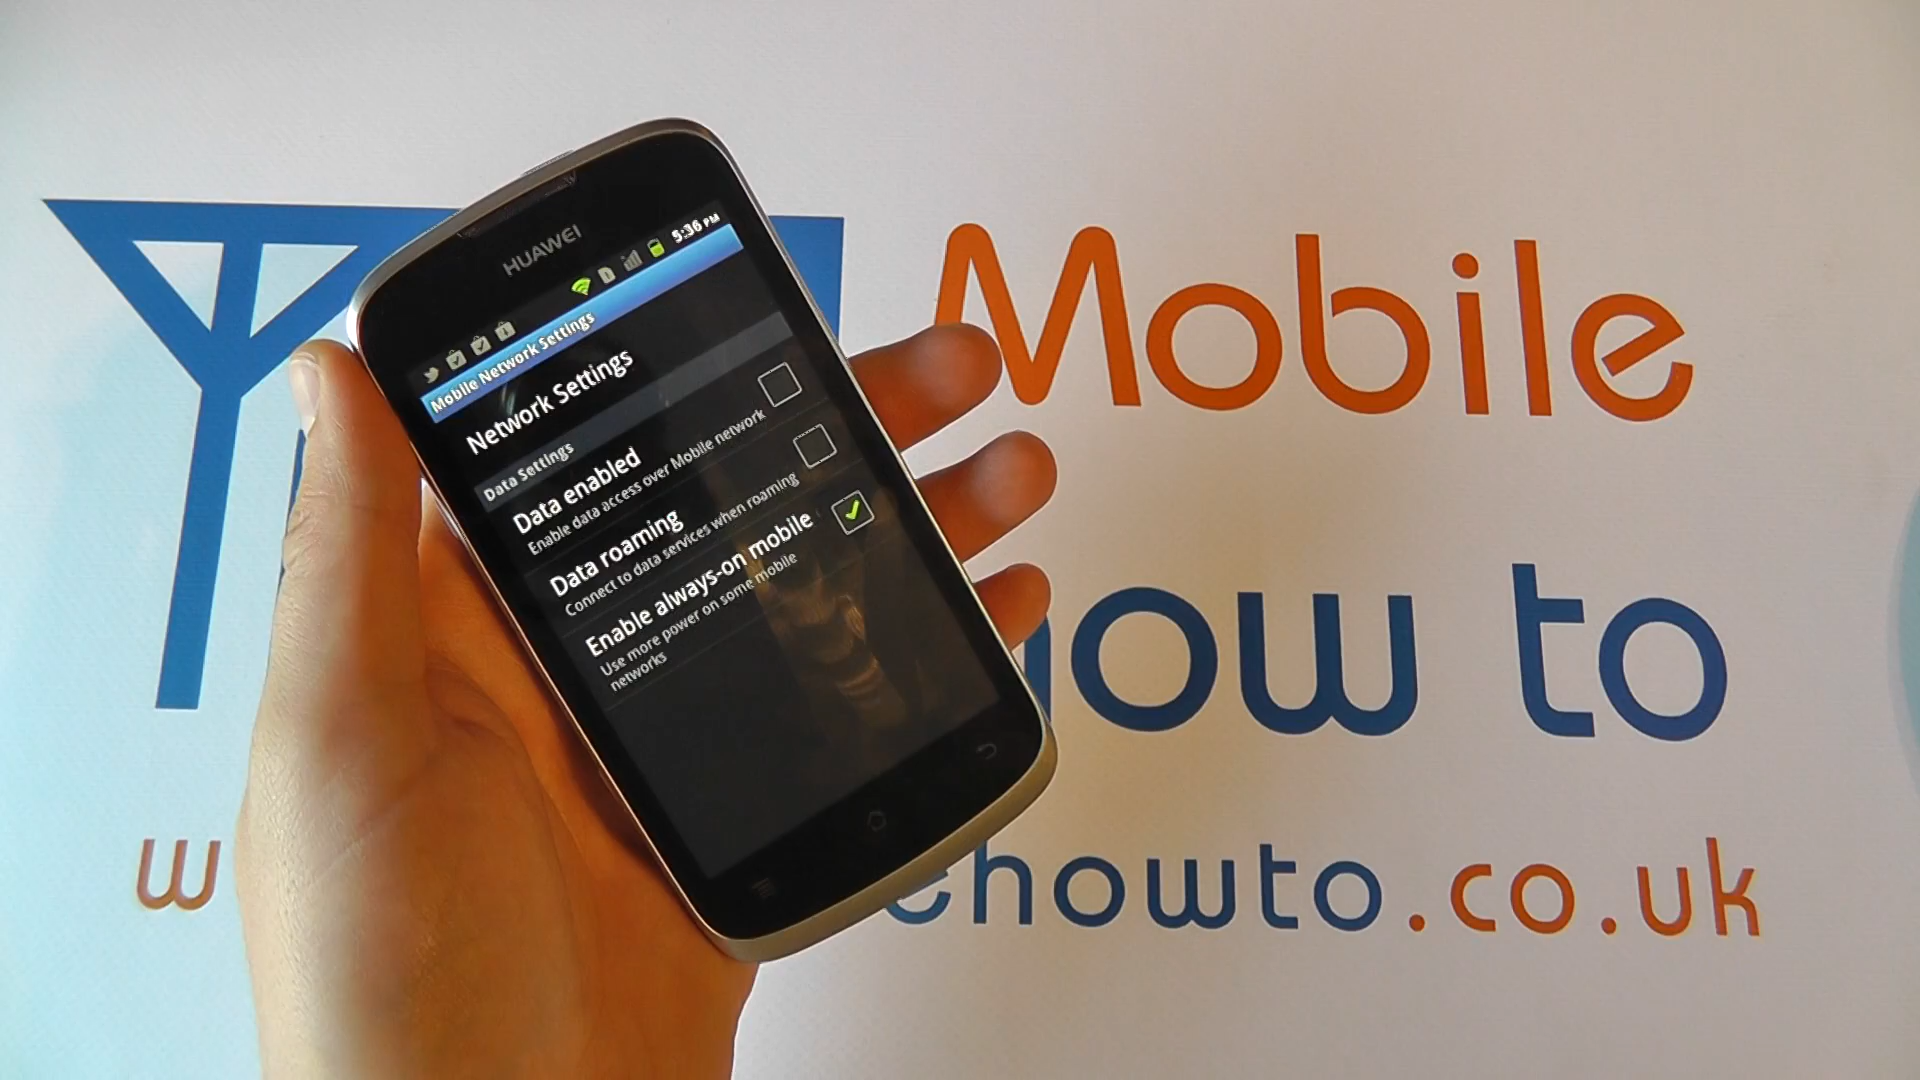 HUAWEI
5:36 PM
Mobile Network Settings
Network Settings
Data Settings
Data enabled
Enable data access over Mobile network
Data roaming
Connect to data services when roaming
Enable always-on mobile
Use more power on some mobile
networks
Mobile
how to
w
ehowto.co.uk